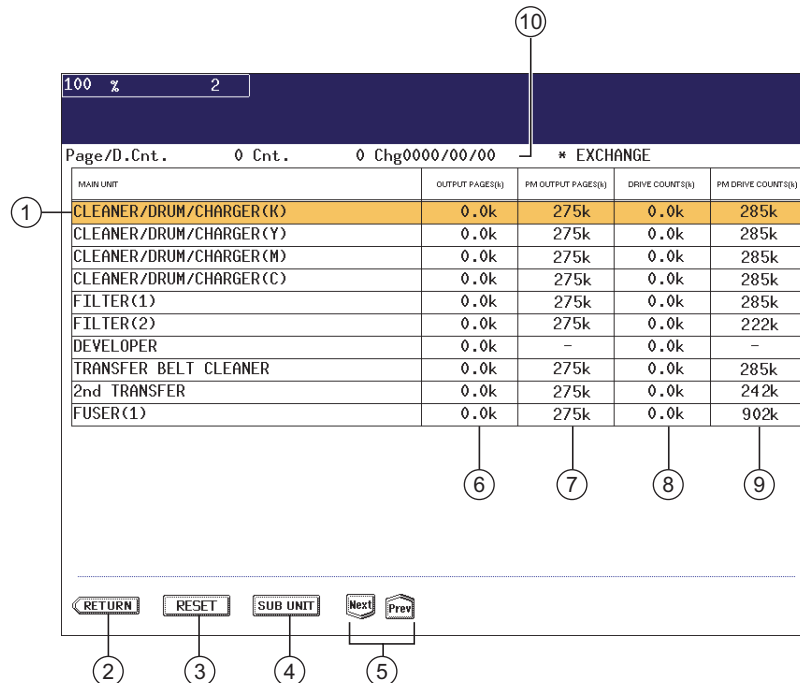 10
100 % 2
Page/D.Cnt. 0 Cnt. 0 Chg0000/00/00 * EXCHANGE
MAIN UNIT OUTPUT PAGES(k) PM OUTPUT PAGES(k) DRIVE COUNTS(k) PM DRIVE COUNTS(k)
1 CLEANER/DRUM/CHARGER(K) 0.0k 275k 0.0k 285k
CLEANER/DRUM/CHARGER(Y) 0.0k 275k 0.0k 285k
CLEANER/DRUM/CHARGER(M) 0.0k 275k 0.0k 285k
CLEANER/DRUM/CHARGER(C) 0.0k 275k 0.0k 285k
FILTER(1) 0.0k 275k 0.0k 285k
FILTER(2) 0.0k 275k 0.0k 222k
DEVELOPER 0.0k - 0.0k -
TRANSFER BELT CLEANER 0.0k 275k 0.0k 285k
2nd TRANSFER 0.0k 275k 0.0k 242k
FUSER(1) 0.0k 275k 0.0k 902k
6 7 8 9
RETURN RESET SUB UNIT Next Prev
2 3 4 5